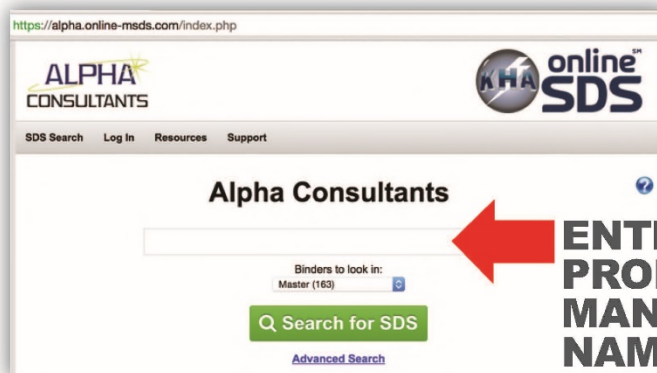 https://alpha.online-msds.com/index.php
ALPHA
CONSULTANTS
KHA online SM
SDS
SDS Search Log In Resources Support
Alpha Consultants
Binders to look in:
Master (163)
Search for SDS
Advanced Search